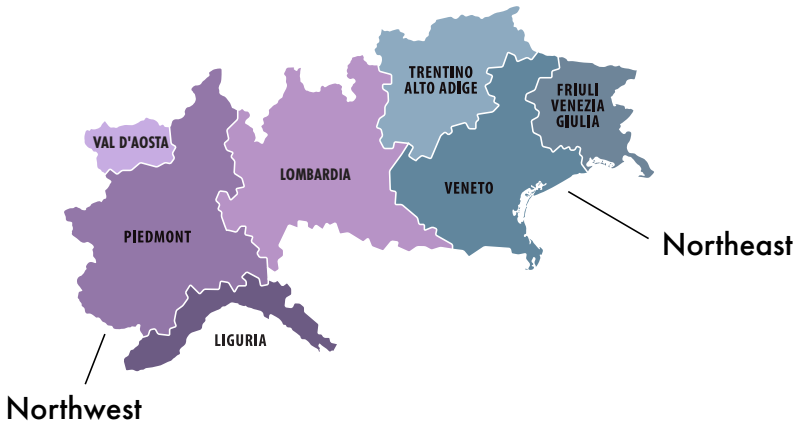 TRENTINO
ALTO ADIGE
FRIULI
VENEZIA
GIULIA
VAL D'AOSTA
LOMBARDIA
VENETO
PIEDMONT
Northeast
LIGURIA
Northwest